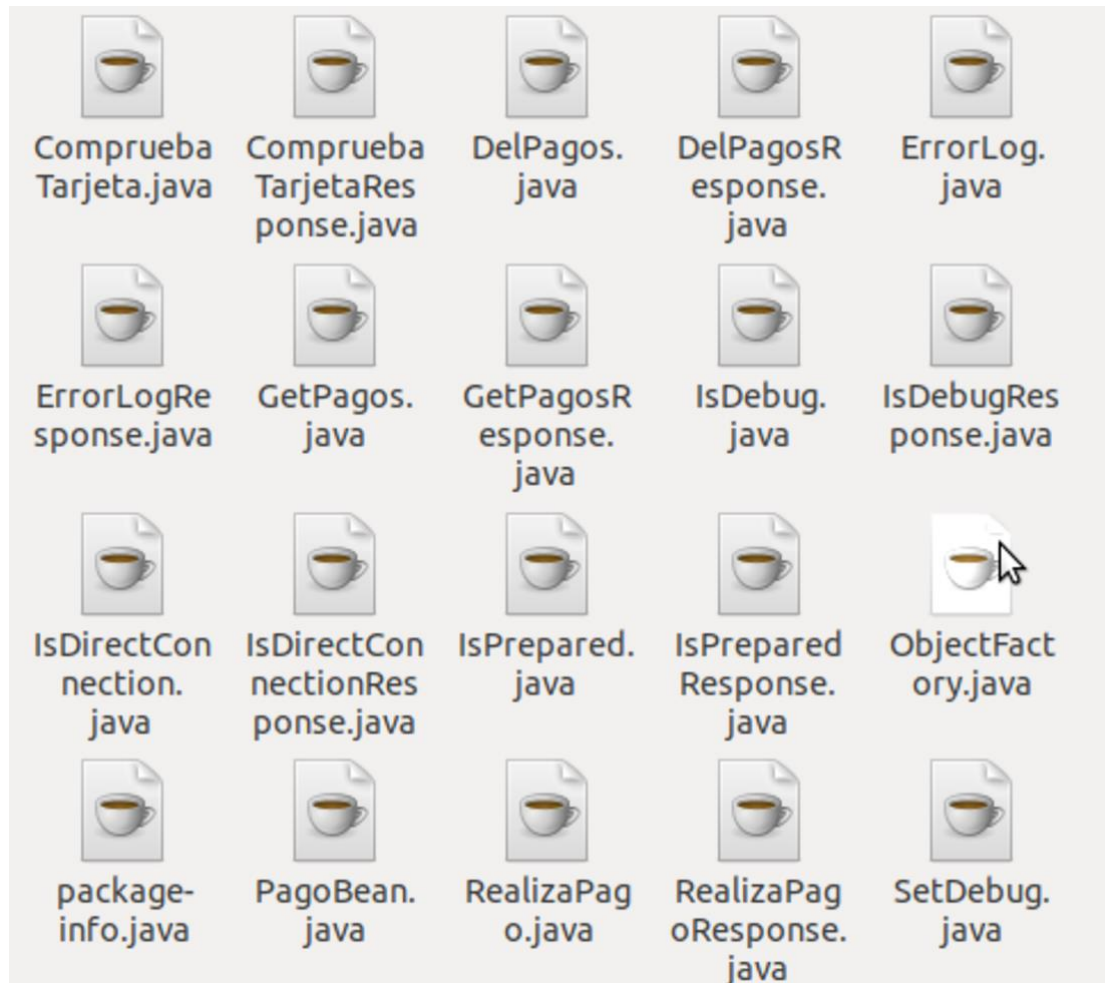 Comprueba
Tarjeta.java
Comprueba
TarjetaRes
ponse.java
DelPagos.
java
DelPagosR
esponse.
java
ErrorLog.
java
ErrorLogRe
sponse.java
GetPagos.
java
GetPagosR
esponse.
java
IsDebug.
java
IsDebugRes
ponse.java
IsDirectCon
nection.
java
IsDirectCon
nectionRes
ponse.java
IsPrepared.
java
IsPrepared
Response.
java
ObjectFact
ory.java
package-
info.java
PagoBean.
java
RealizaPag
o.java
RealizaPag
oResponse.
java
SetDebug.
java